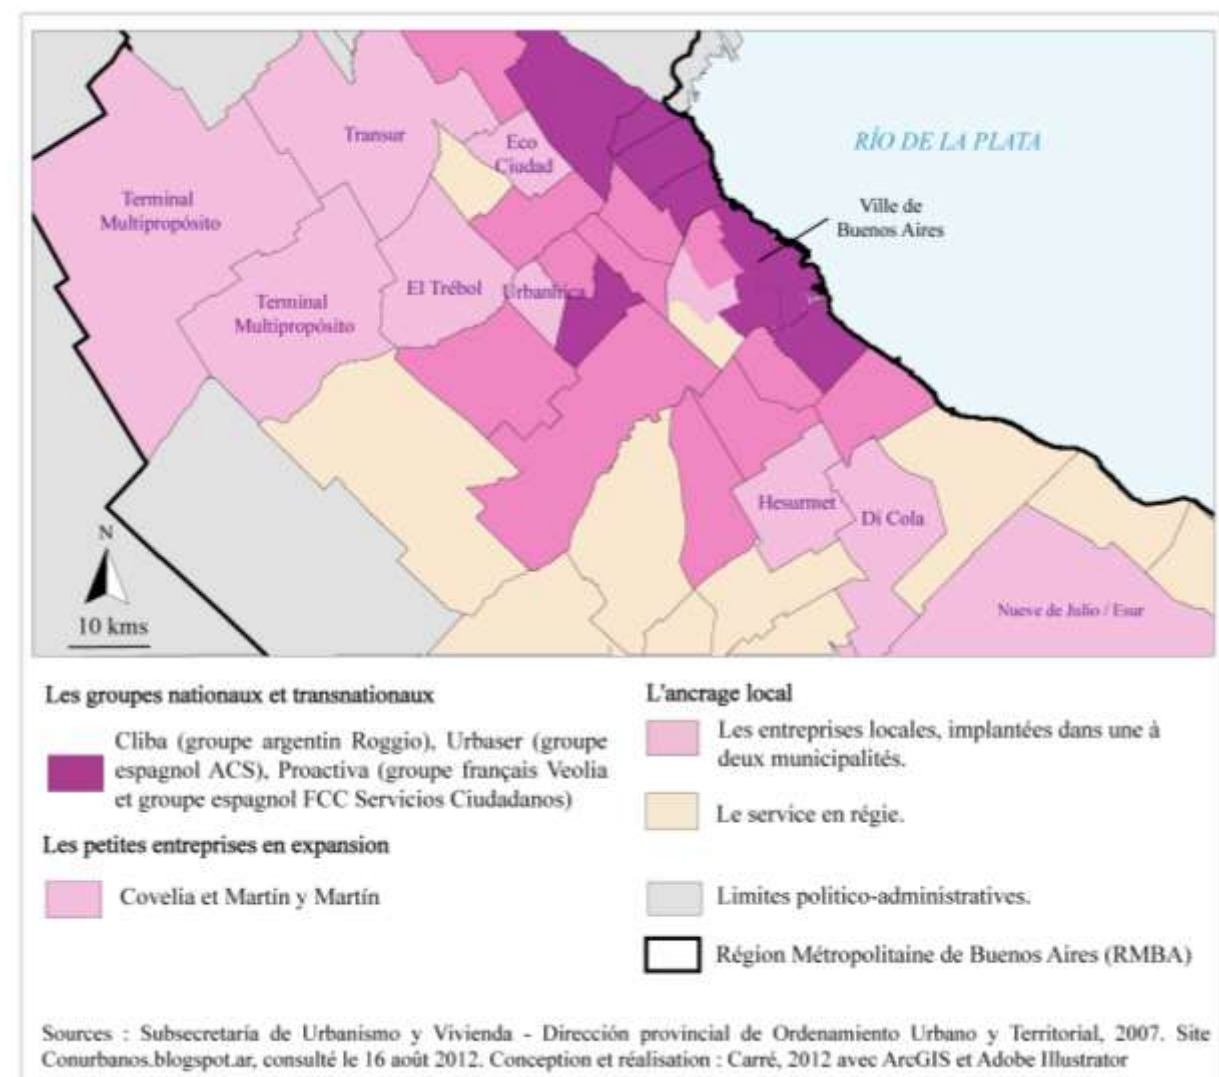 Transur
Eco
Ciudad
RÍO DE LA PLATA
Terminal
Multipropósito
Ville de
Buenos Aires
El Trébol
Urbanítica
Terminal
Multipropósito
Hesurmet
Di Cola
N
10 kms
Nueve de Julio / Esur
Les groupes nationaux et transnationaux
Cliba (groupe argentin Roggio), Urbaser (groupe
espagnol ACS), Proactiva (groupe français Veolia
et groupe espagnol FCC Servicios Ciudadanos)
Les petites entreprises en expansion
Covelia et Martín y Martín
L'ancrage local
Les entreprises locales, implantées dans une à
deux municipalités.
Le service en régie.
Limites politico-administratives.
Région Métropolitaine de Buenos Aires (RMBA)
Sources : Subsecretaría de Urbanismo y Vivienda - Dirección provincial de Ordenamiento Urbano y Territorial, 2007. Site
Conurbanos.blogspot.ar, consulté le 16 août 2012. Conception et réalisation : Carré, 2012 avec ArcGIS et Adobe Illustrator